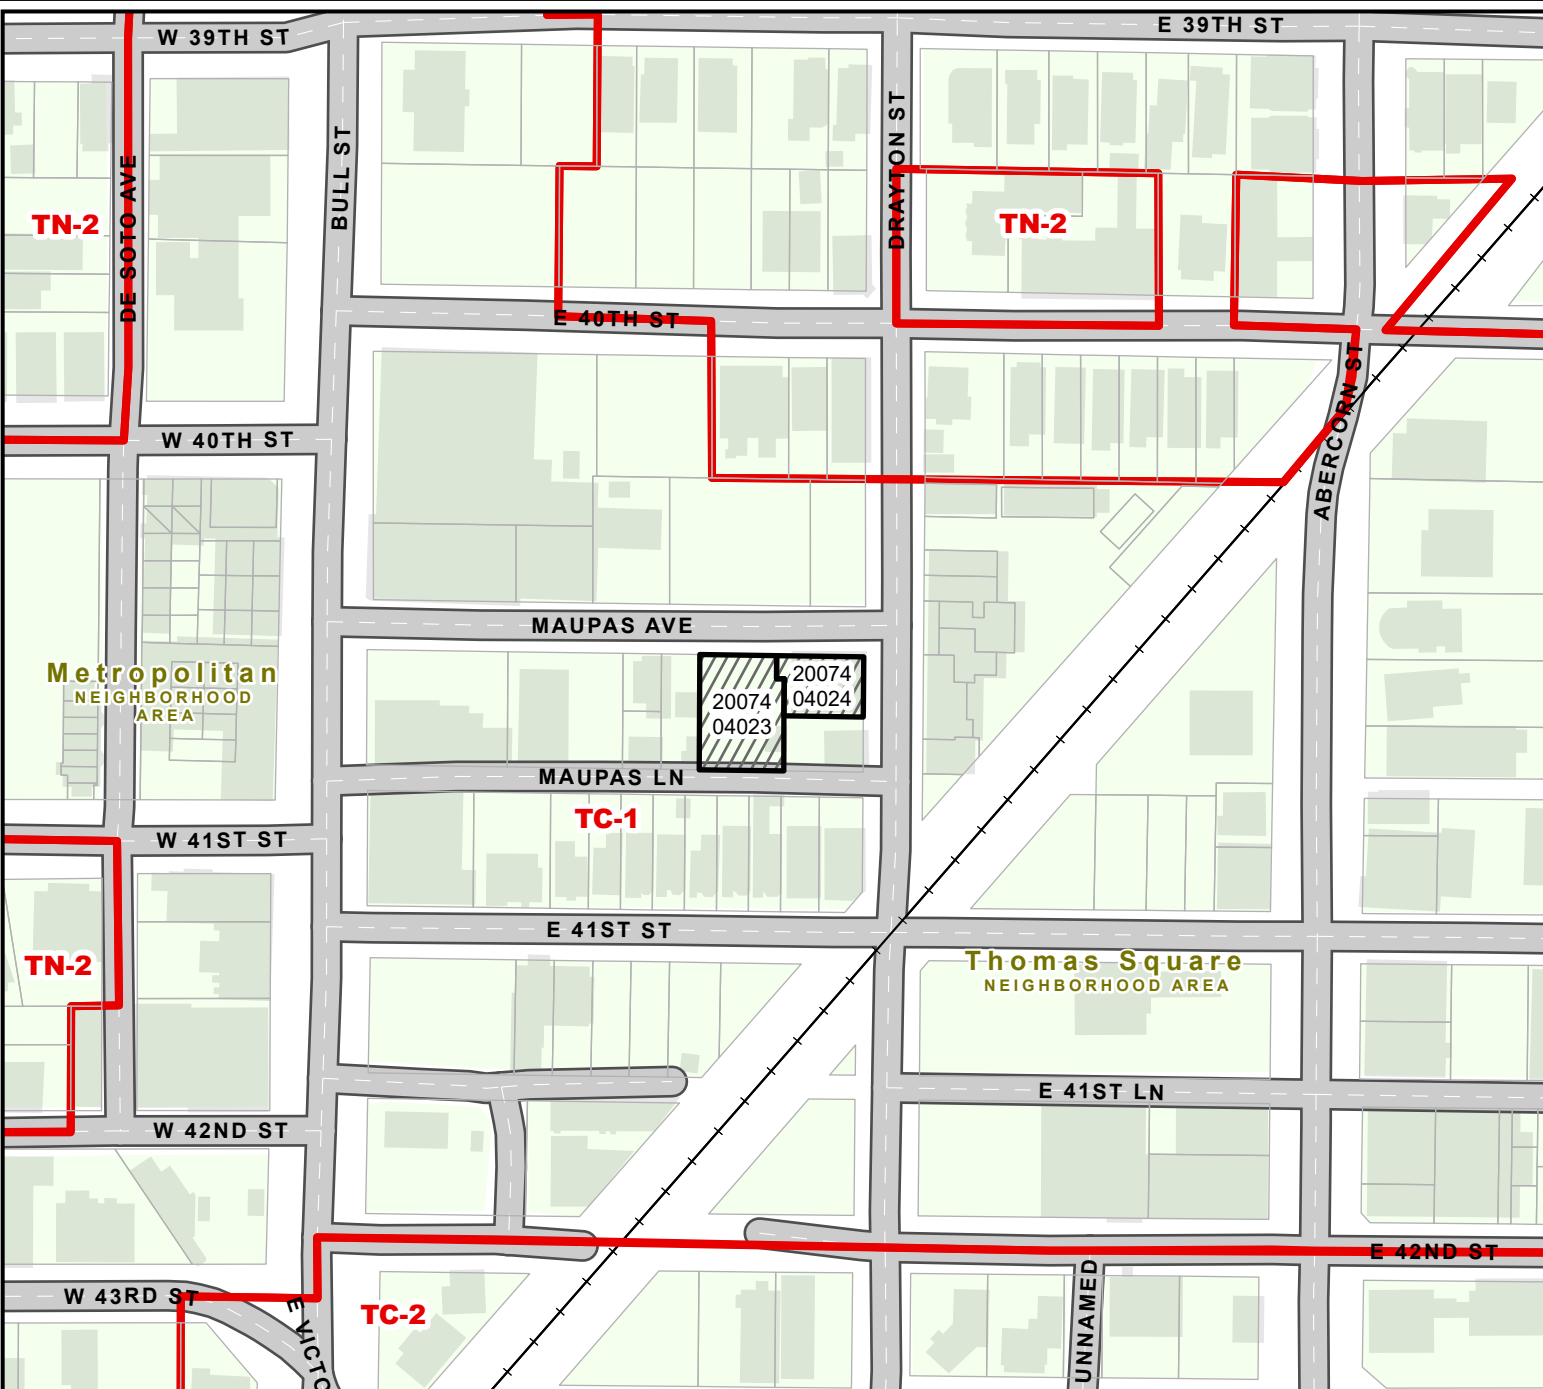 W 39TH ST
E 39TH ST
BULL ST
DRAYTON ST
DE SOTO AVE
TN-2
TN-2
E 40TH ST
ABERCORN ST
W 40TH ST
MAUPAS AVE
Metropolitan
NEIGHBORHOOD
AREA
20074
04023
20074
04024
MAUPAS LN
TC-1
W 41ST ST
E 41ST ST
TN-2
Thomas Square
NEIGHBORHOOD AREA
E 41ST LN
W 42ND ST
E 42ND ST
W 43RD ST
E VICTO
TC-2
UNNAMED